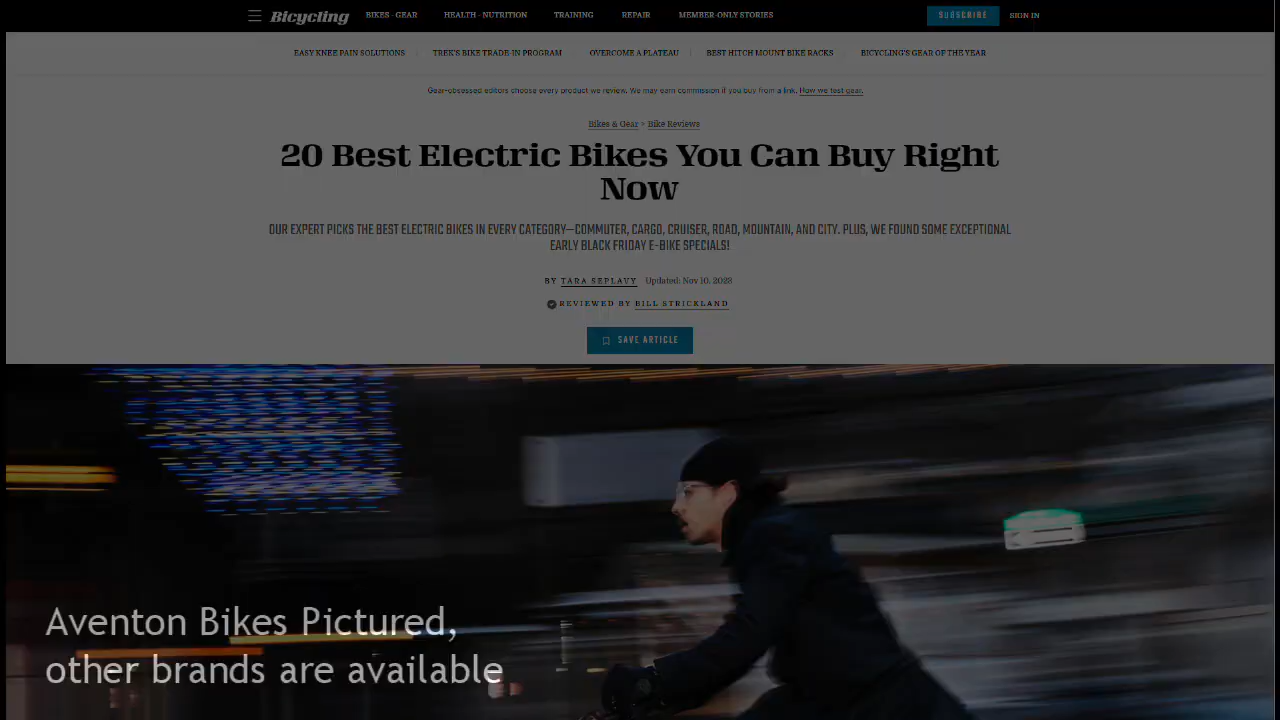 Bicycling BIKES - GEAR HEALTH - NUTRITION TRAINING REPAIR MEMBER-ONLY STORIES SUBSCRIBE SIGN IN
EASY KNEE PAIN SOLUTIONS TREK'S BIKE TRADE-IN PROGRAM OVERCOME A PLATEAU BEST HITCH MOUNT BIKE RACKS BICYCLING'S GEAR OF THE YEAR
Gear-obsessed editors choose every product we review. We may earn commission if you buy from a link. How we test gear.
Bikes & Gear > Bike Reviews
20 Best Electric Bikes You Can Buy Right
Now
OUR EXPERT PICKS THE BEST ELECTRIC BIKES IN EVERY CATEGORY—COMMUTER, CARGO, CRUISER, ROAD, MOUNTAIN, AND CITY. PLUS, WE FOUND SOME EXCEPTIONAL
EARLY BLACK FRIDAY E-BIKE SPECIALS!
BY TARA SEPLAVY Updated: Nov 10, 2023
REVIEWED BY BILL STRICKLAND
SAVE ARTICLE
Aventon Bikes Pictured,
other brands are available